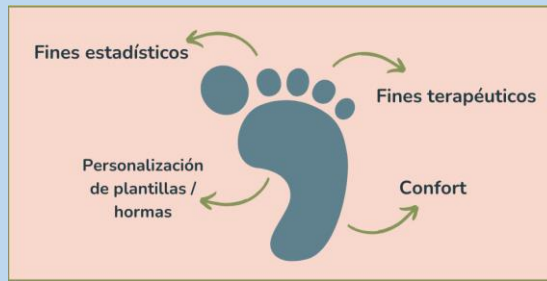 Fines estadísticos
Fines terapéuticos
Personalización
de plantillas /
hormas
Confort